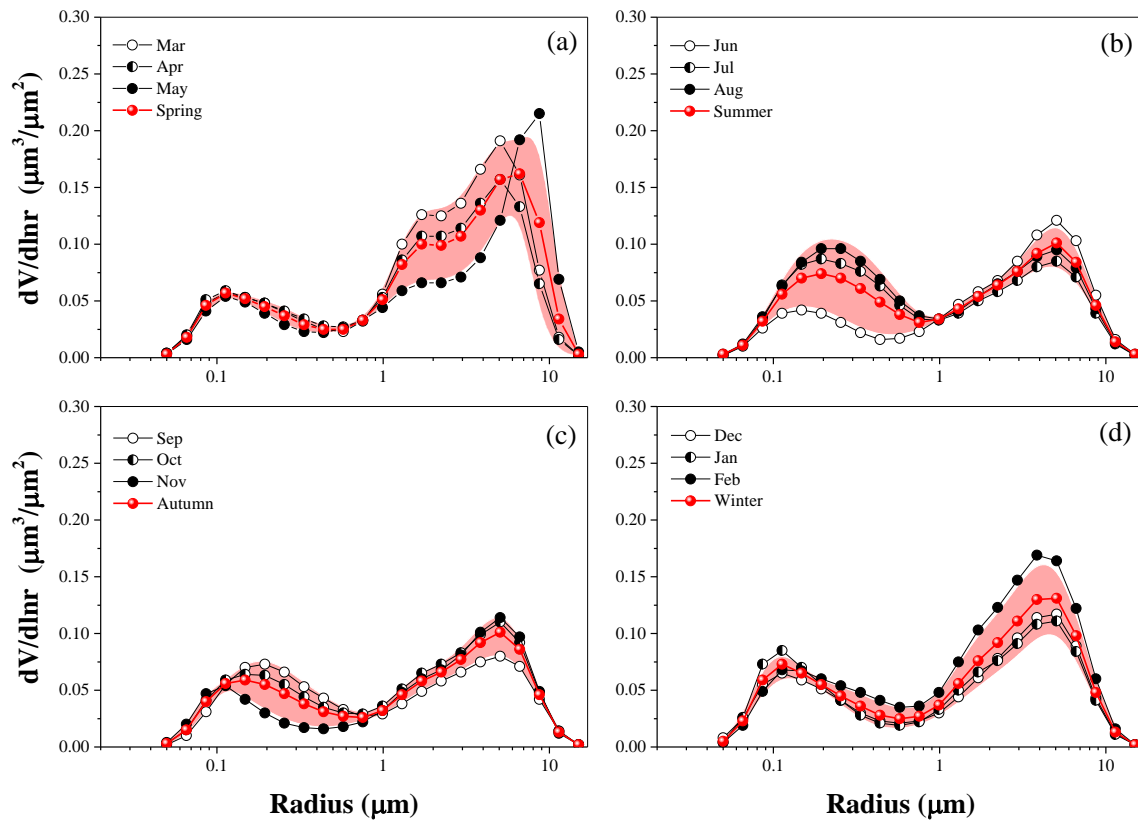 (a)
Mar
Apr
May
Spring
0.30
0.25
0.20
0.15
0.10
0.05
0.00
0.1 1 10
dV/dlnr (μm³/μm²)
(b)
Jun
Jul
Aug
Summer
0.30
0.25
0.20
0.15
0.10
0.05
0.00
0.1 1 10
(c)
Sep
Oct
Nov
Autumn
0.30
0.25
0.20
0.15
0.10
0.05
0.00
0.1 1 10
dV/dlnr (μm³/μm²)
Radius (μm)
(d)
Dec
Jan
Feb
Winter
0.30
0.25
0.20
0.15
0.10
0.05
0.00
0.1 1 10
Radius (μm)